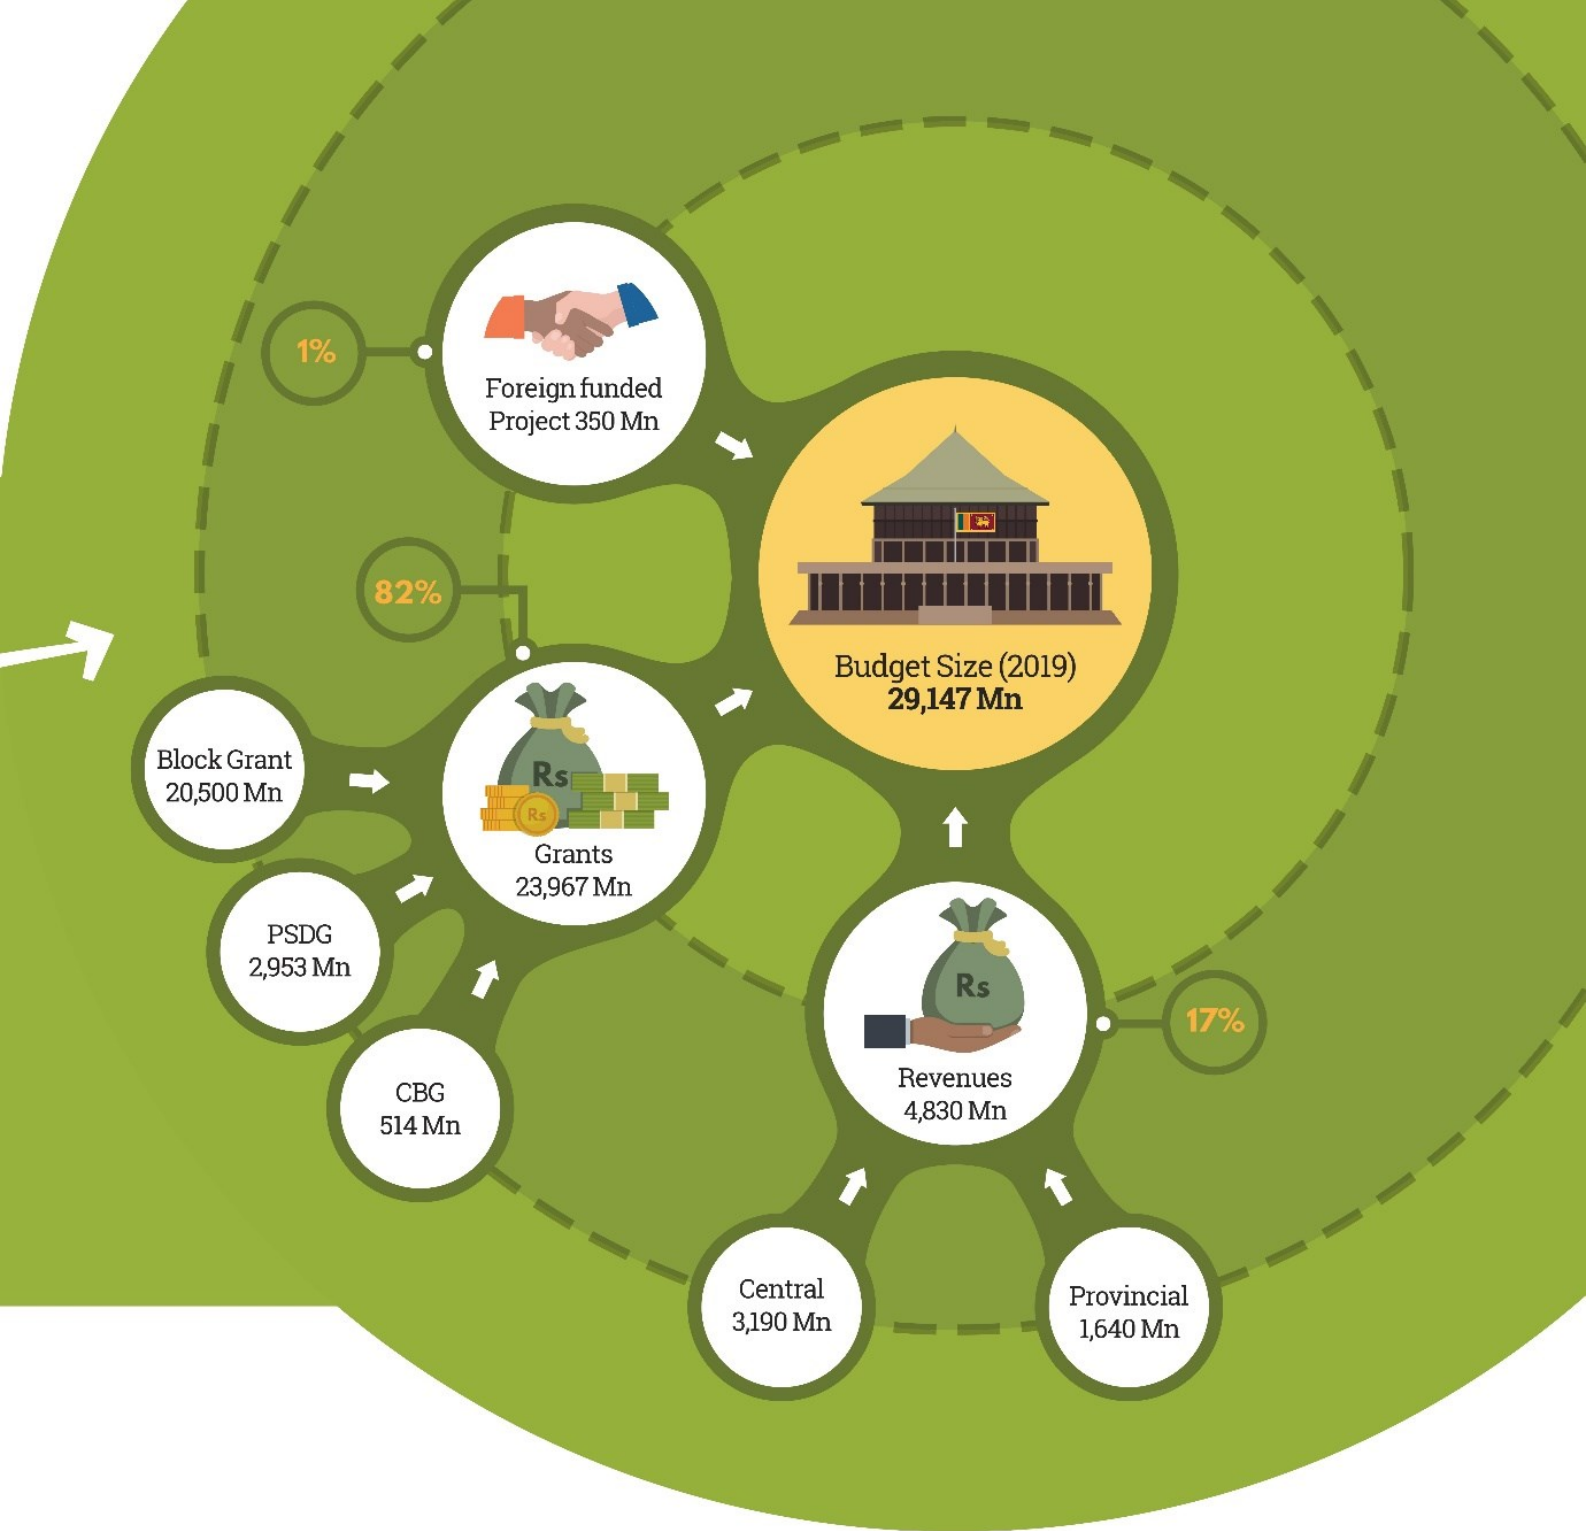 1%
Foreign funded
Project 350 Mn
82%
Budget Size (2019)
29,147 Mn
Block Grant
20,500 Mn
Rs
Rs
Grants
23,967 Mn
PSDG
2,953 Mn
CBG
514 Mn
Rs
Revenues
4,830 Mn
17%
Central
3,190 Mn
Provincial
1,640 Mn